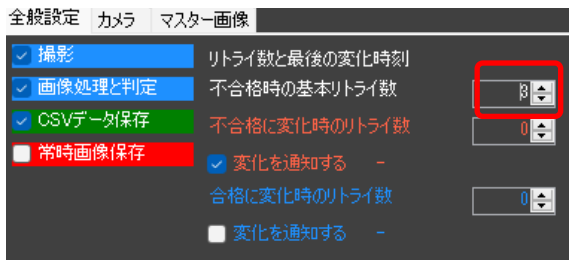 全般設定 カメラ マスター画像
撮影
画像処理と判定
CSVデータ保存
常時画像保存
リトライ数と最後の変化時刻
不合格時の基本リトライ数 3
不合格に変化時のリトライ数 0
変化を通知する -
合格に変化時のリトライ数 0
変化を通知する -